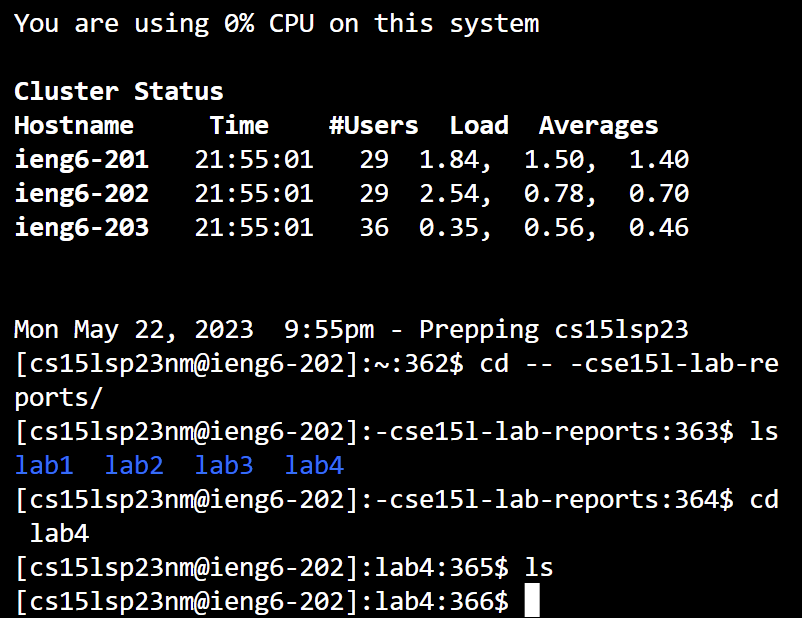 You are using 0% CPU on this system
Cluster Status
Hostname     Time    #Users  Load  Averages
ieng6-201   21:55:01   29  1.84,  1.50,  1.40
ieng6-202   21:55:01   29  2.54,  0.78,  0.70
ieng6-203   21:55:01   36  0.35,  0.56,  0.46
Mon May 22, 2023  9:55pm - Prepping cs15lsp23
[cs15lsp23nm@ieng6-202]:~:362$ cd -- -cse15l-lab-re
ports/
[cs15lsp23nm@ieng6-202]:-cse15l-lab-reports:363$ ls
lab1  lab2  lab3  lab4
[cs15lsp23nm@ieng6-202]:-cse15l-lab-reports:364$ cd
 lab4
[cs15lsp23nm@ieng6-202]:lab4:365$ ls
[cs15lsp23nm@ieng6-202]:lab4:366$